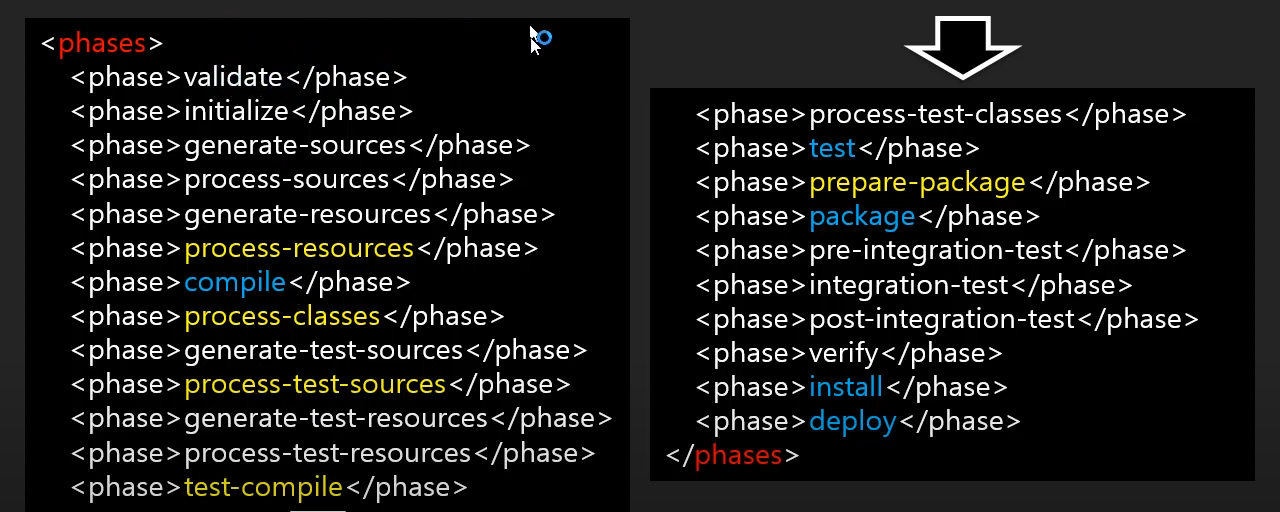 <phases>
<phase>validate</phase>
<phase>initialize</phase>
<phase>generate-sources</phase>
<phase>process-sources</phase>
<phase>generate-resources</phase>
<phase>process-resources</phase>
<phase>compile</phase>
<phase>process-classes</phase>
<phase>generate-test-sources</phase>
<phase>process-test-sources</phase>
<phase>generate-test-resources</phase>
<phase>process-test-resources</phase>
<phase>test-compile</phase>
<phase>process-test-classes</phase>
<phase>test</phase>
<phase>prepare-package</phase>
<phase>package</phase>
<phase>pre-integration-test</phase>
<phase>integration-test</phase>
<phase>post-integration-test</phase>
<phase>verify</phase>
<phase>install</phase>
<phase>deploy</phase>
</phases>